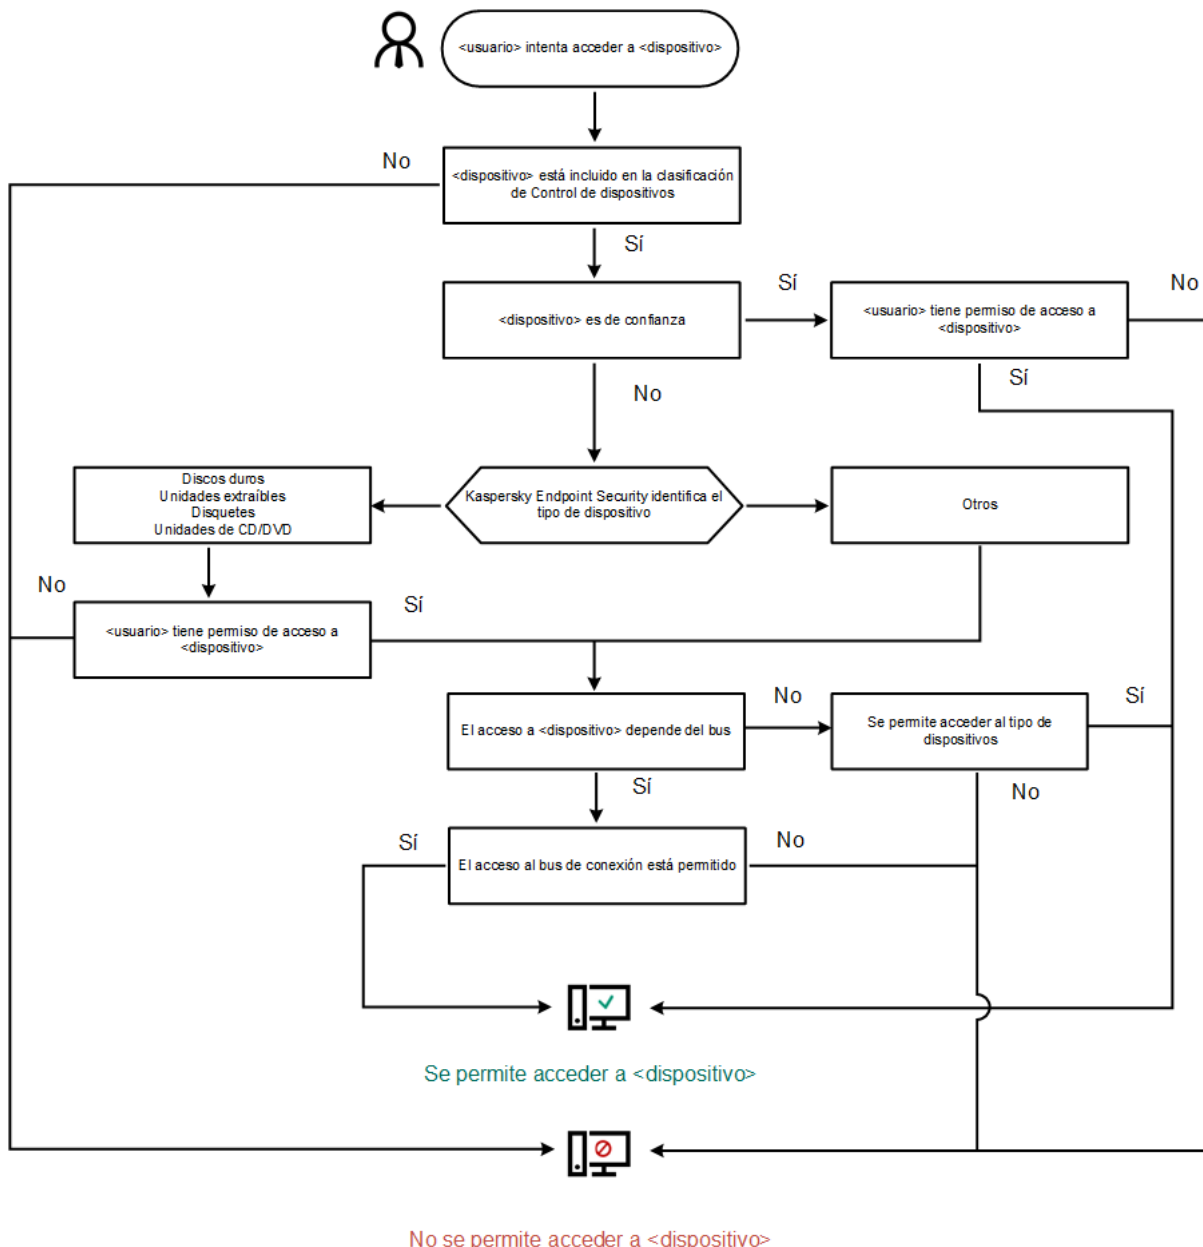 <usuario> intenta acceder a <dispositivo>
No
<dispositivo> está incluido en la clasificación
de Control de dispositivos
Sí
<dispositivo> es de confianza
Sí
<usuario> tiene permiso de acceso a
<dispositivo>
No
Sí
No
Discos duros
Unidades extraíbles
Disquetes
Unidades de CD/DVD
Kaspersky Endpoint Security identifica el
tipo de dispositivo
Otros
No
<usuario> tiene permiso de acceso a
<dispositivo>
Sí
El acceso a <dispositivo> depende del bus
No
Se permite acceder al tipo de
dispositivos
Sí
Sí
No
Sí
El acceso al bus de conexión está permitido
No
Se permite acceder a <dispositivo>
No se permite acceder a <dispositivo>